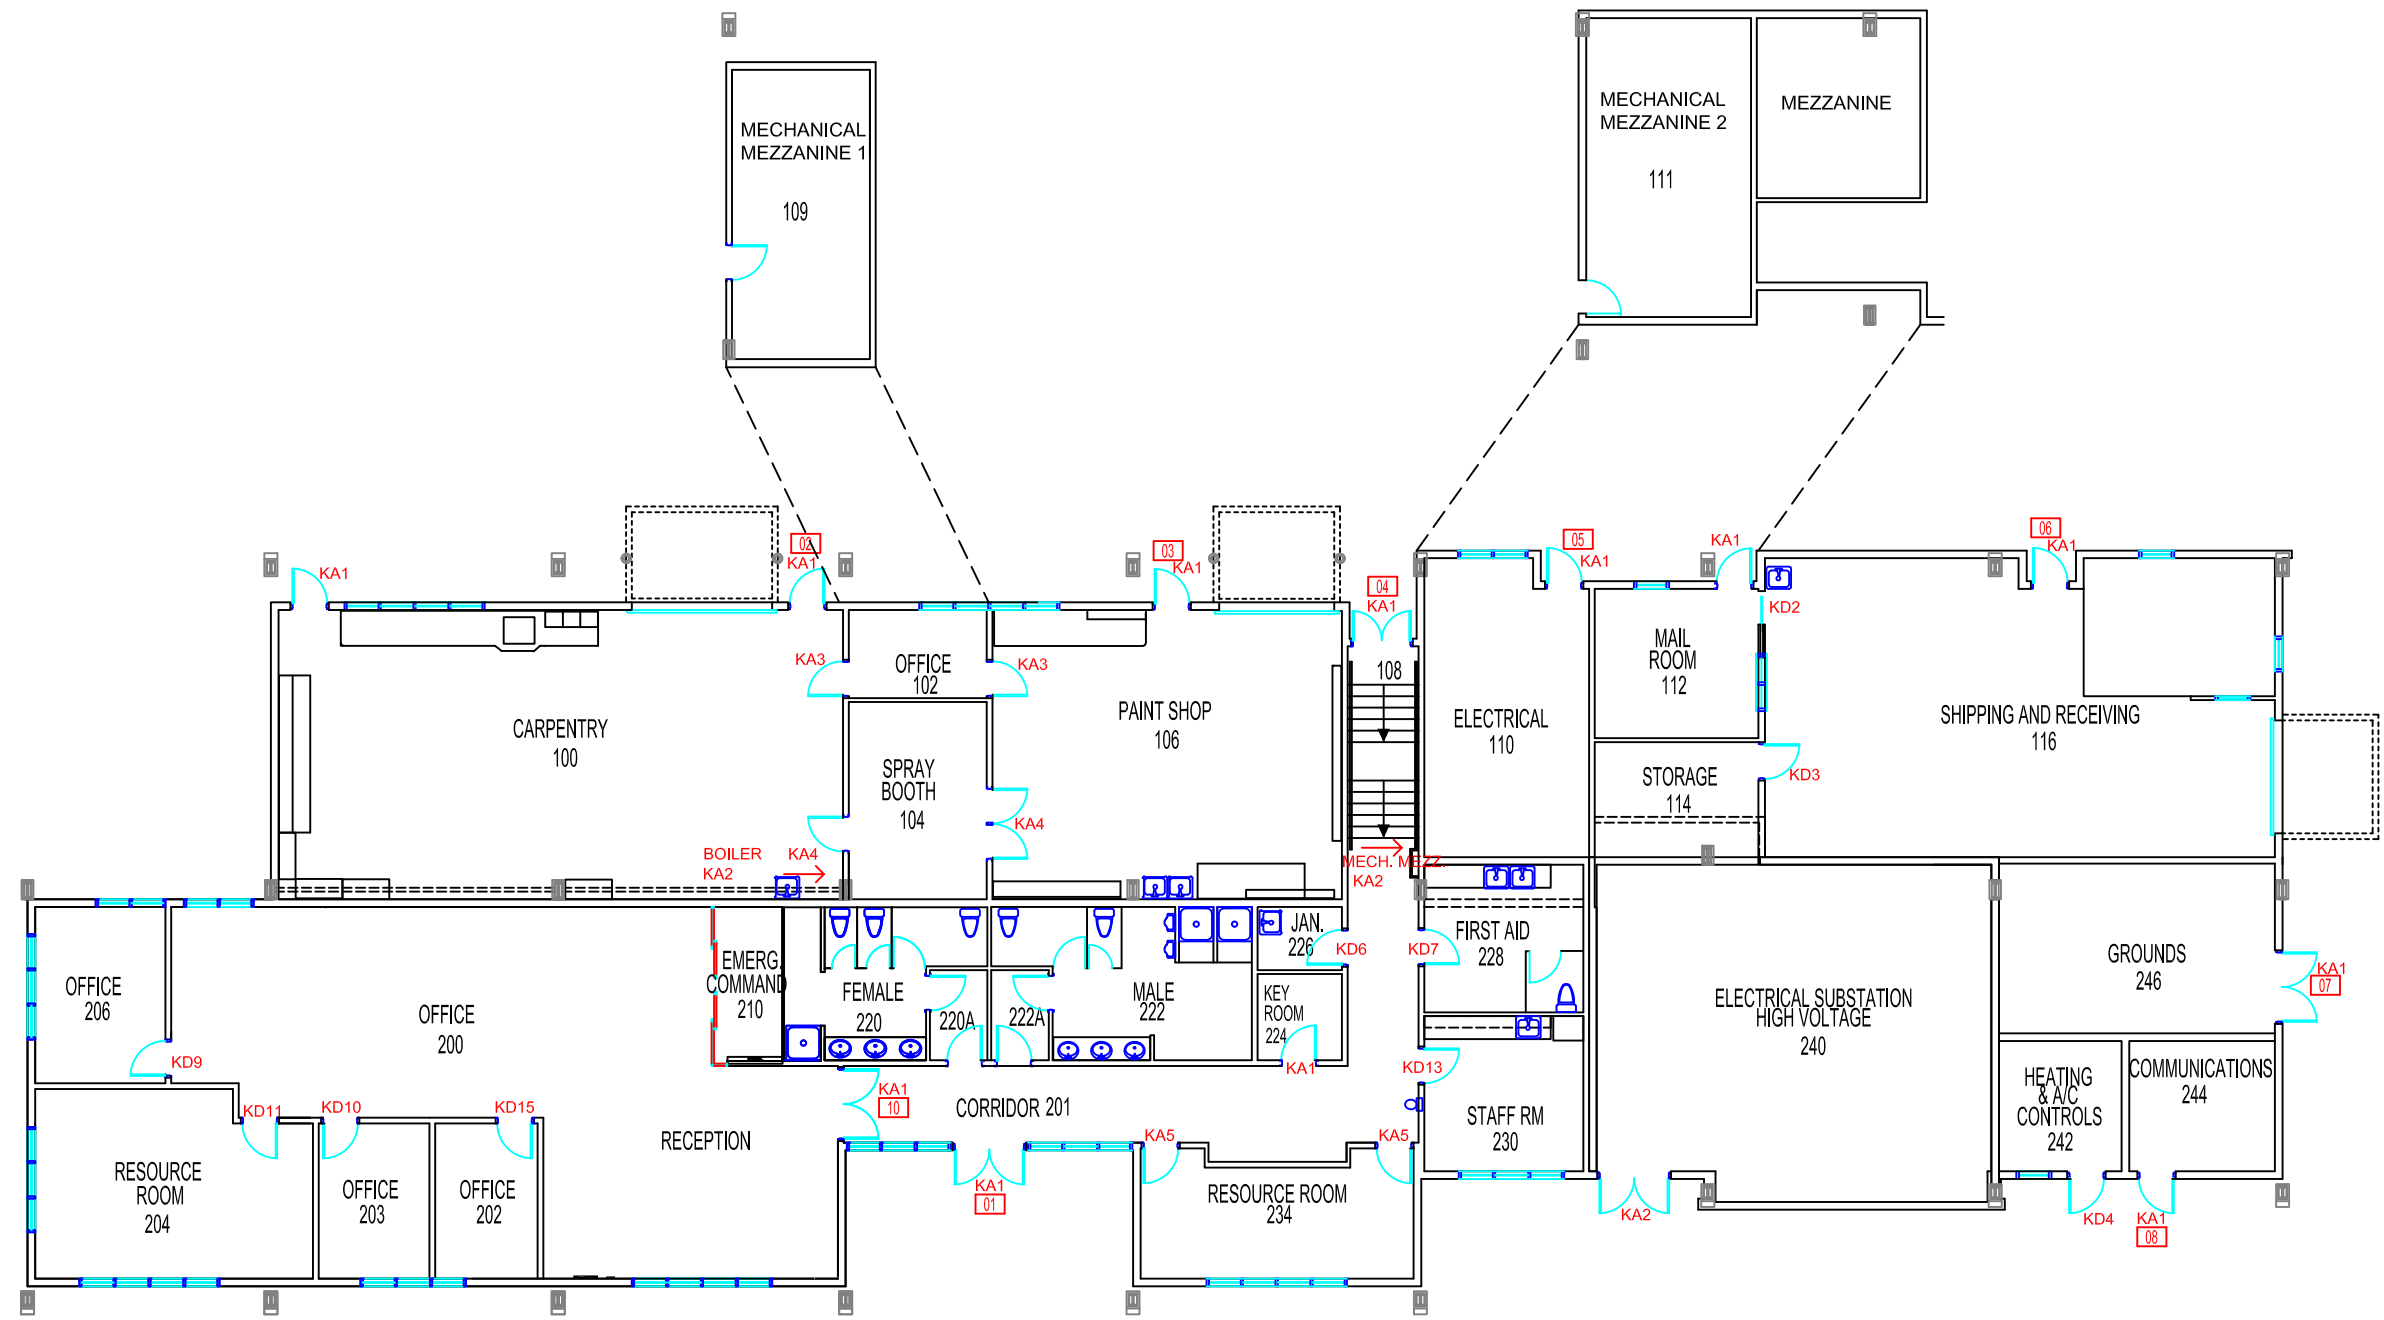 MECHANICAL
MEZZANINE 1
109
MECHANICAL
MEZZANINE 2
111
MEZZANINE
02
KA1
03
KA1
04
KA1
05
KA1
KA1
06
KA1
KA1
KD2
KA3
OFFICE
102
KA3
108
MAIL
ROOM
112
CARPENTRY
100
PAINT SHOP
106
ELECTRICAL
110
SHIPPING AND RECEIVING
116
SPRAY
BOOTH
104
STORAGE
114
KD3
KA4
BOILER
KA2
KA4
MECH. MEZZ.
KA2
JAN.
226
KD6
KD7
FIRST AID
228
GROUNDS
246
KA1
07
OFFICE
206
OFFICE
200
EMERG.
COMMAND
210
FEMALE
220
220A
222A
MALE
222
KEY
ROOM
224
ELECTRICAL SUBSTATION
HIGH VOLTAGE
240
KD9
KA1
10
KA1
KD13
HEATING
& A/C
CONTROLS
242
COMMUNICATIONS
244
KD11
KD10
KD15
CORRIDOR 201
STAFF RM
230
RECEPTION
KA5
KA5
RESOURCE
ROOM
204
OFFICE
203
OFFICE
202
KA1
01
RESOURCE ROOM
234
KA2
KD4
KA1
08